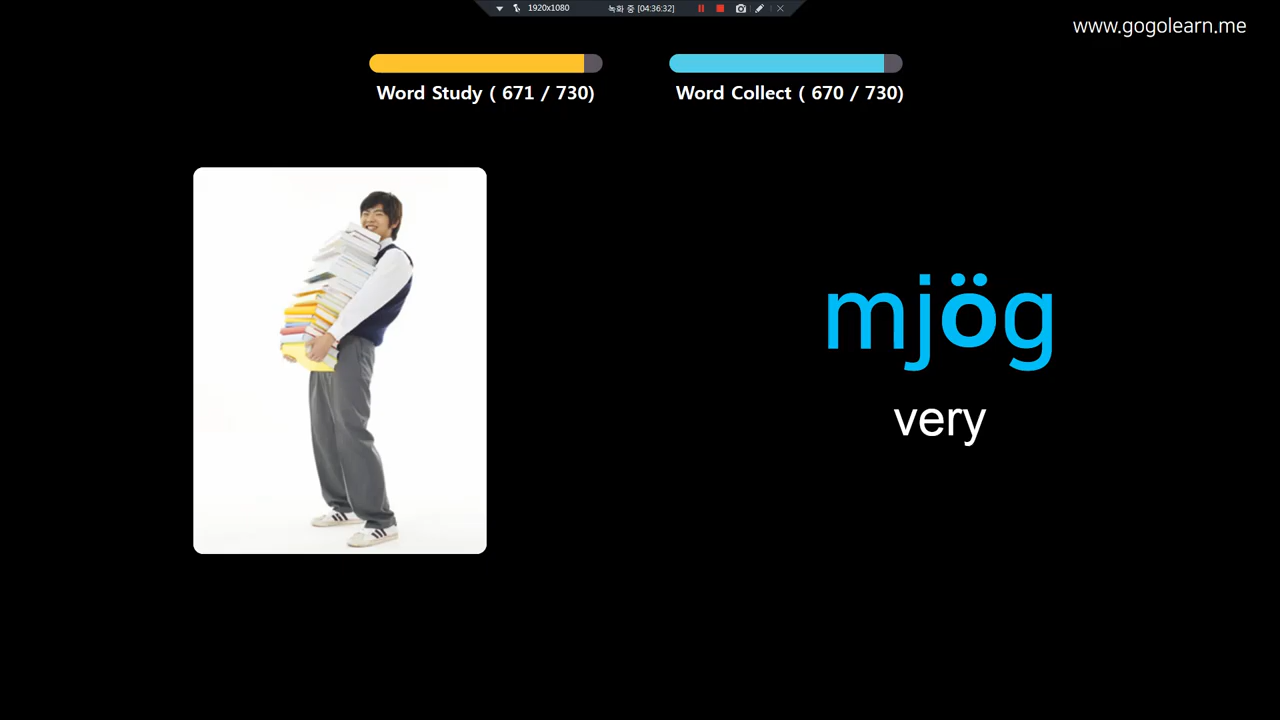 1920x1080 녹화 중 [04:36:32]
www.gogolearn.me
Word Study ( 671 / 730)
Word Collect ( 670 / 730)
mjög
very